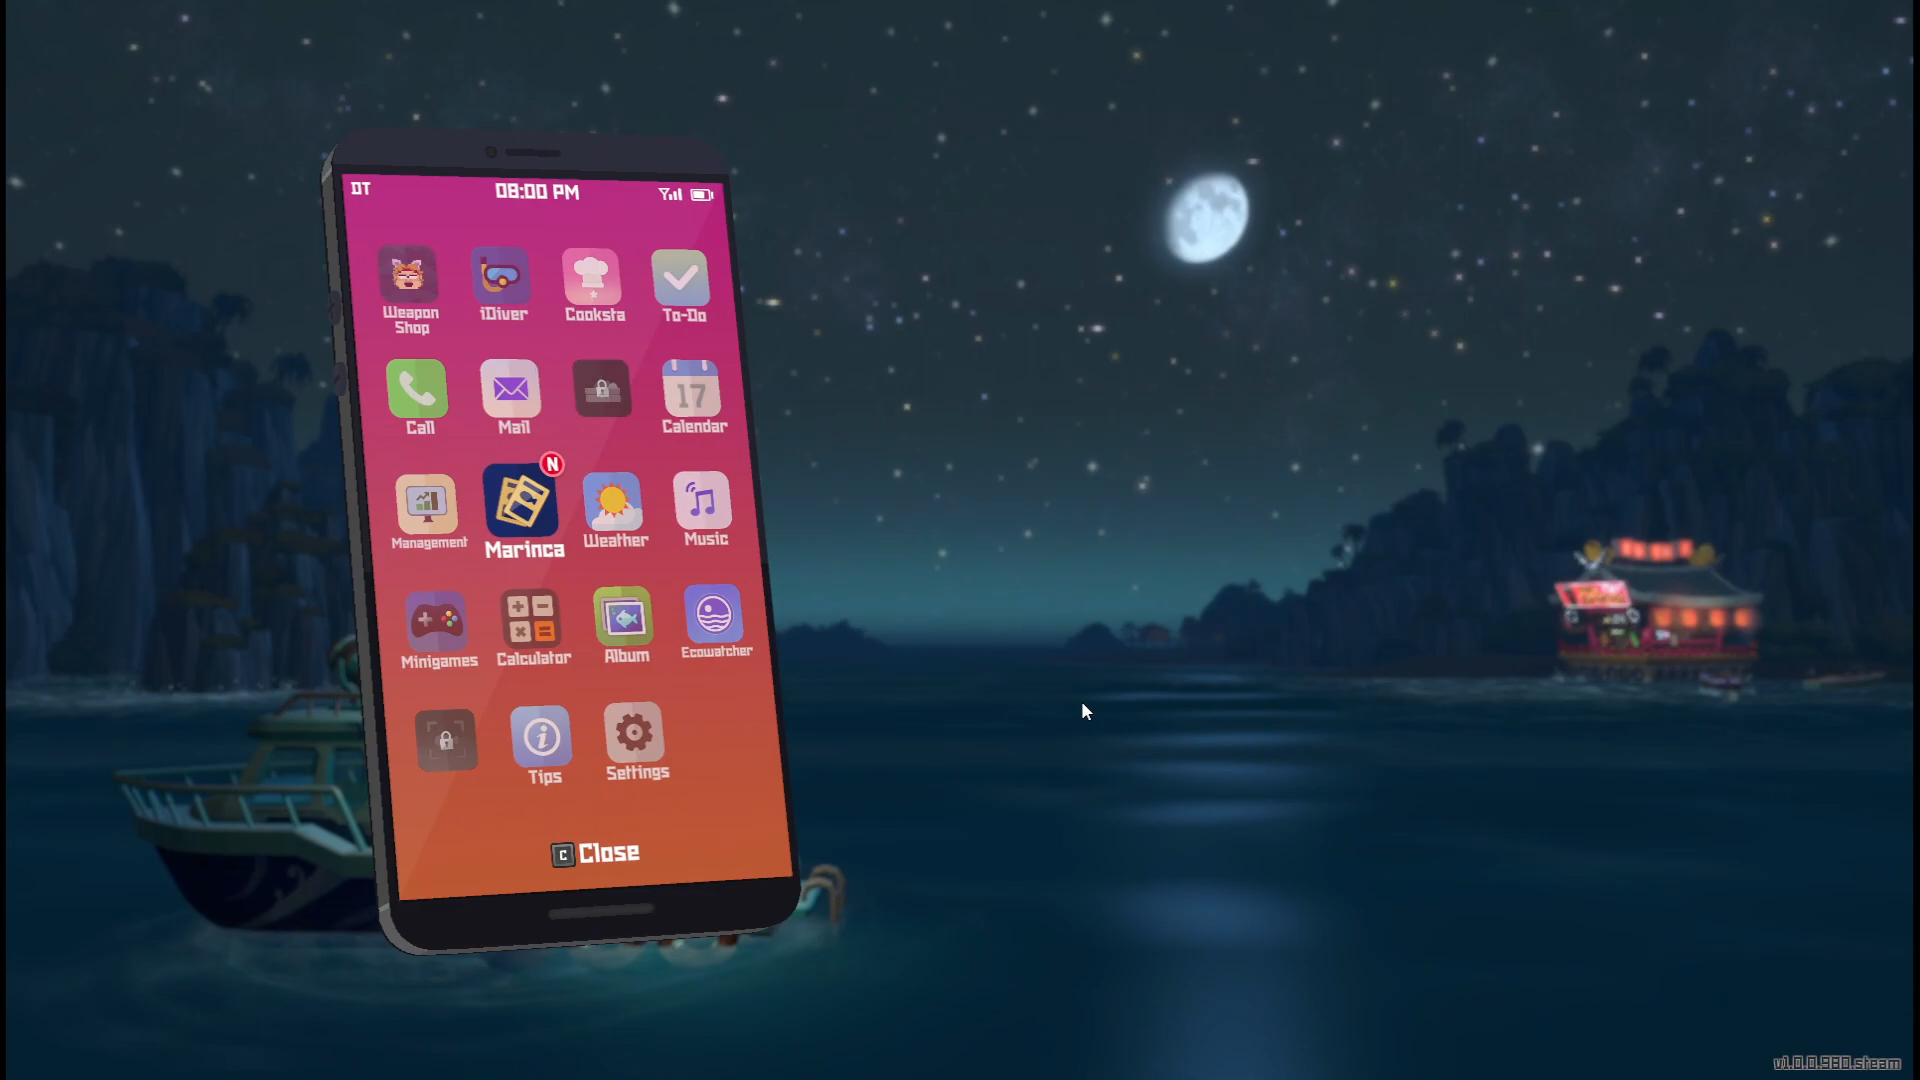 DT
08:00 PM
Weapon
Shop
iDiver
Cooksta
To-Do
Call
Mail
17
Calendar
N
Management
Marinca
Weather
Music
Minigames
Calculator
Album
Ecowatcher
Tips
Settings
C Close
v1.0.0.980.steam